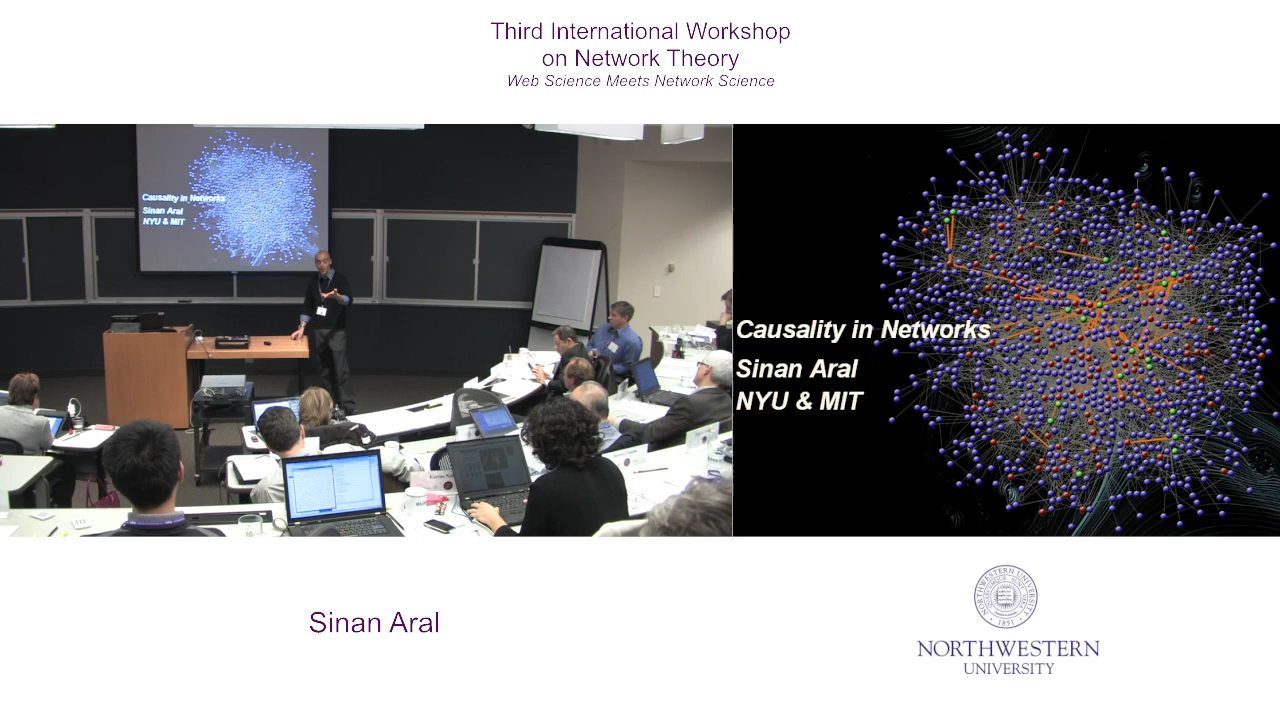 Third International Workshop
on Network Theory
Web Science Meets Network Science
Causality in Networks
Sinan Aral
NYU & MIT
Causality in Networks
Sinan Aral
NYU & MIT
Sinan Aral
NORTHWESTERN
UNIVERSITY